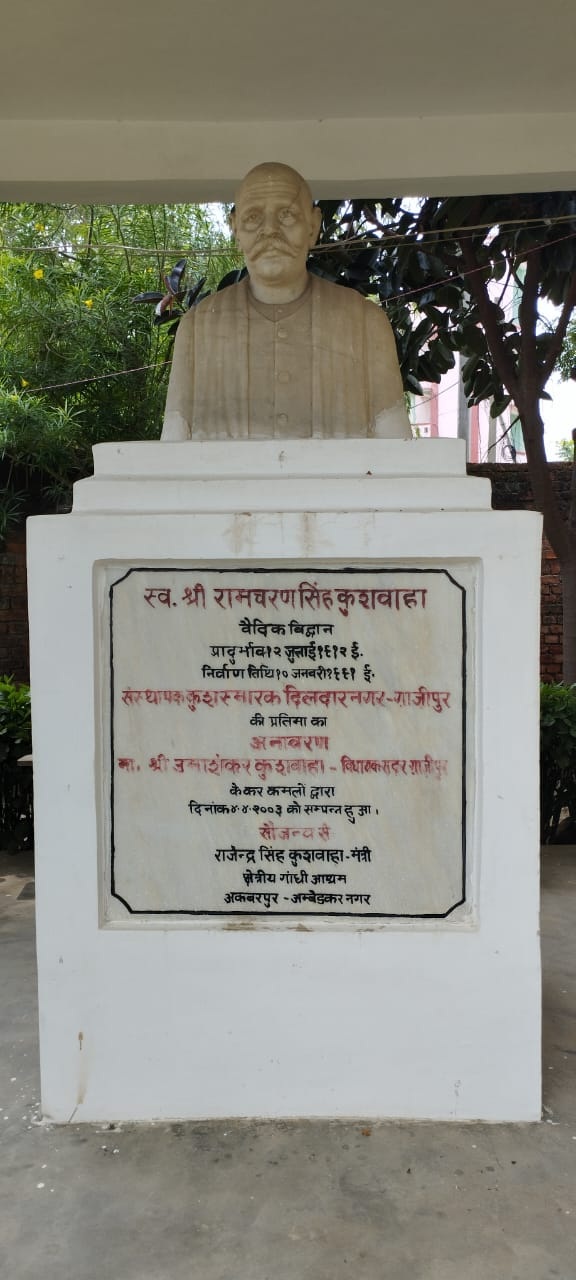 स्व. श्री रामचरण सिंह कुशवाहा
वैदिक बिद्वान
प्रादुर्भाव १२ जुलाई १९१२ ई.
निर्वाण तिथि १० जनवरी १९९१ ई.
संस्थापक कुश स्मारक दिलदार नगर-गाजीपुर
की प्रतिमा का
अनावरण
मा. श्री उमाशंकर कुशवाहा - विधायक सदर गाजीपुर
के कर कमलों द्वारा
दिनांक ४.४.२००३ को सम्पन्न हुआ।
सौजन्य से
राजेन्द्र सिंह कुशवाहा-मंत्री
क्षेत्रीय गांधी आश्रम
अकबरपुर - अम्बेडकर नगर